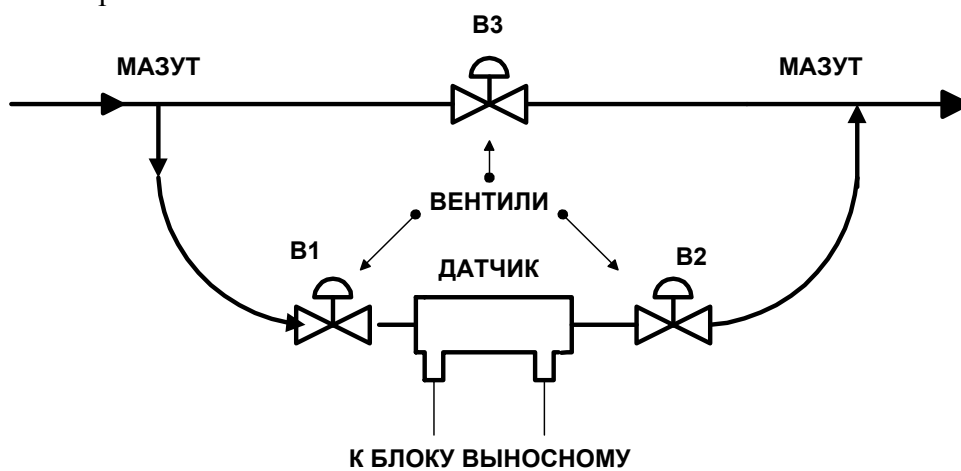 В3
МАЗУТ МАЗУТ
ВЕНТИЛИ
В1 ДАТЧИК В2
К БЛОКУ ВЫНОСНОМУ